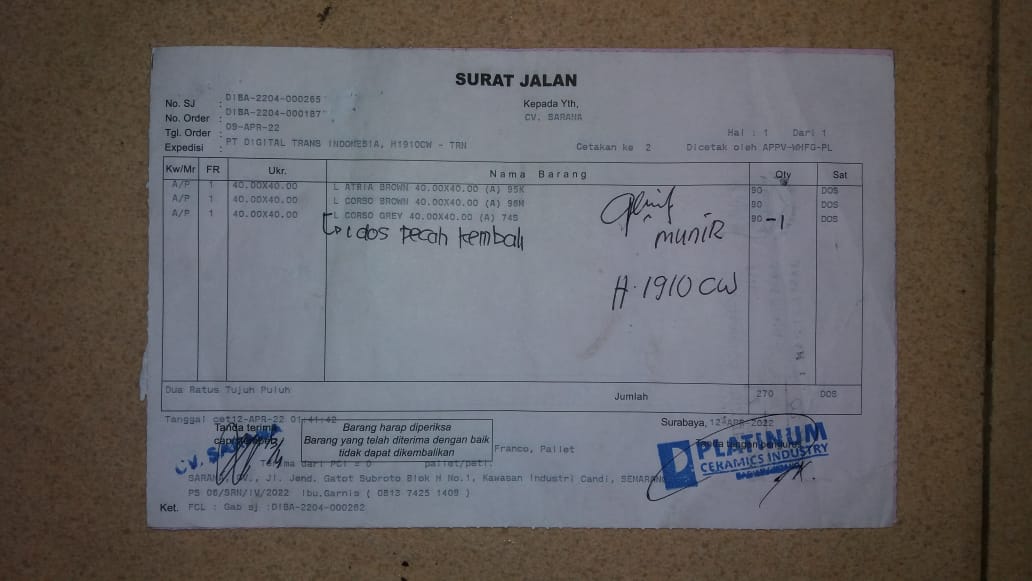 SURAT JALAN
No. SJ : DIBA-2204-000265
No. Order : DIBA-2204-000187
Tgl. Order : 09-APR-22
Expedisi : PT DIGITAL TRANS INDONESIA, H1910CW - TRN
Kepada Yth,
CV. SARANA
Hal : 1 Dari 1
Cetakan ke 2 Dicetak oleh APPV-WHFG-PL
Kw/Mr FR Ukr. Nama Barang Qty Sat
A/P 1 40.00X40.00 L ATRIA BROWN 40.00X40.00 (A) 95K 90 DOS
A/P 1 40.00X40.00 L CORSO BROWN 40.00X40.00 (A) 96M 90 DOS
A/P 1 40.00X40.00 L CORSO GREY 40.00X40.00 (A) 74S 90 -1 DOS
1 dos pecah kembali
MUNIR
H.1910 CW
Dua Ratus Tujuh Puluh
Jumlah 270 DOS
Tanggal cet12-APR-22 01:41:42
Surabaya, 12-APR-2022
Tanda terima
Barang harap diperiksa
Barang yang telah diterima dengan baik
tidak dapat dikembalikan
CV. SARANA
Franco, Pallet
Tanda tangan
PLATINUM
CERAMICS INDUSTRY
Terima dari PCI = 0 pallet/peti.
SARANA, CV., Jl. Jend. Gatot Subroto Blok H No.1, Kawasan Industri Candi, SEMARANG
PS 06/SRN/IV/2022 Ibu.Garnis ( 0813 7425 1408 )
Ket. FCL : Gab sj :DIBA-2204-000262